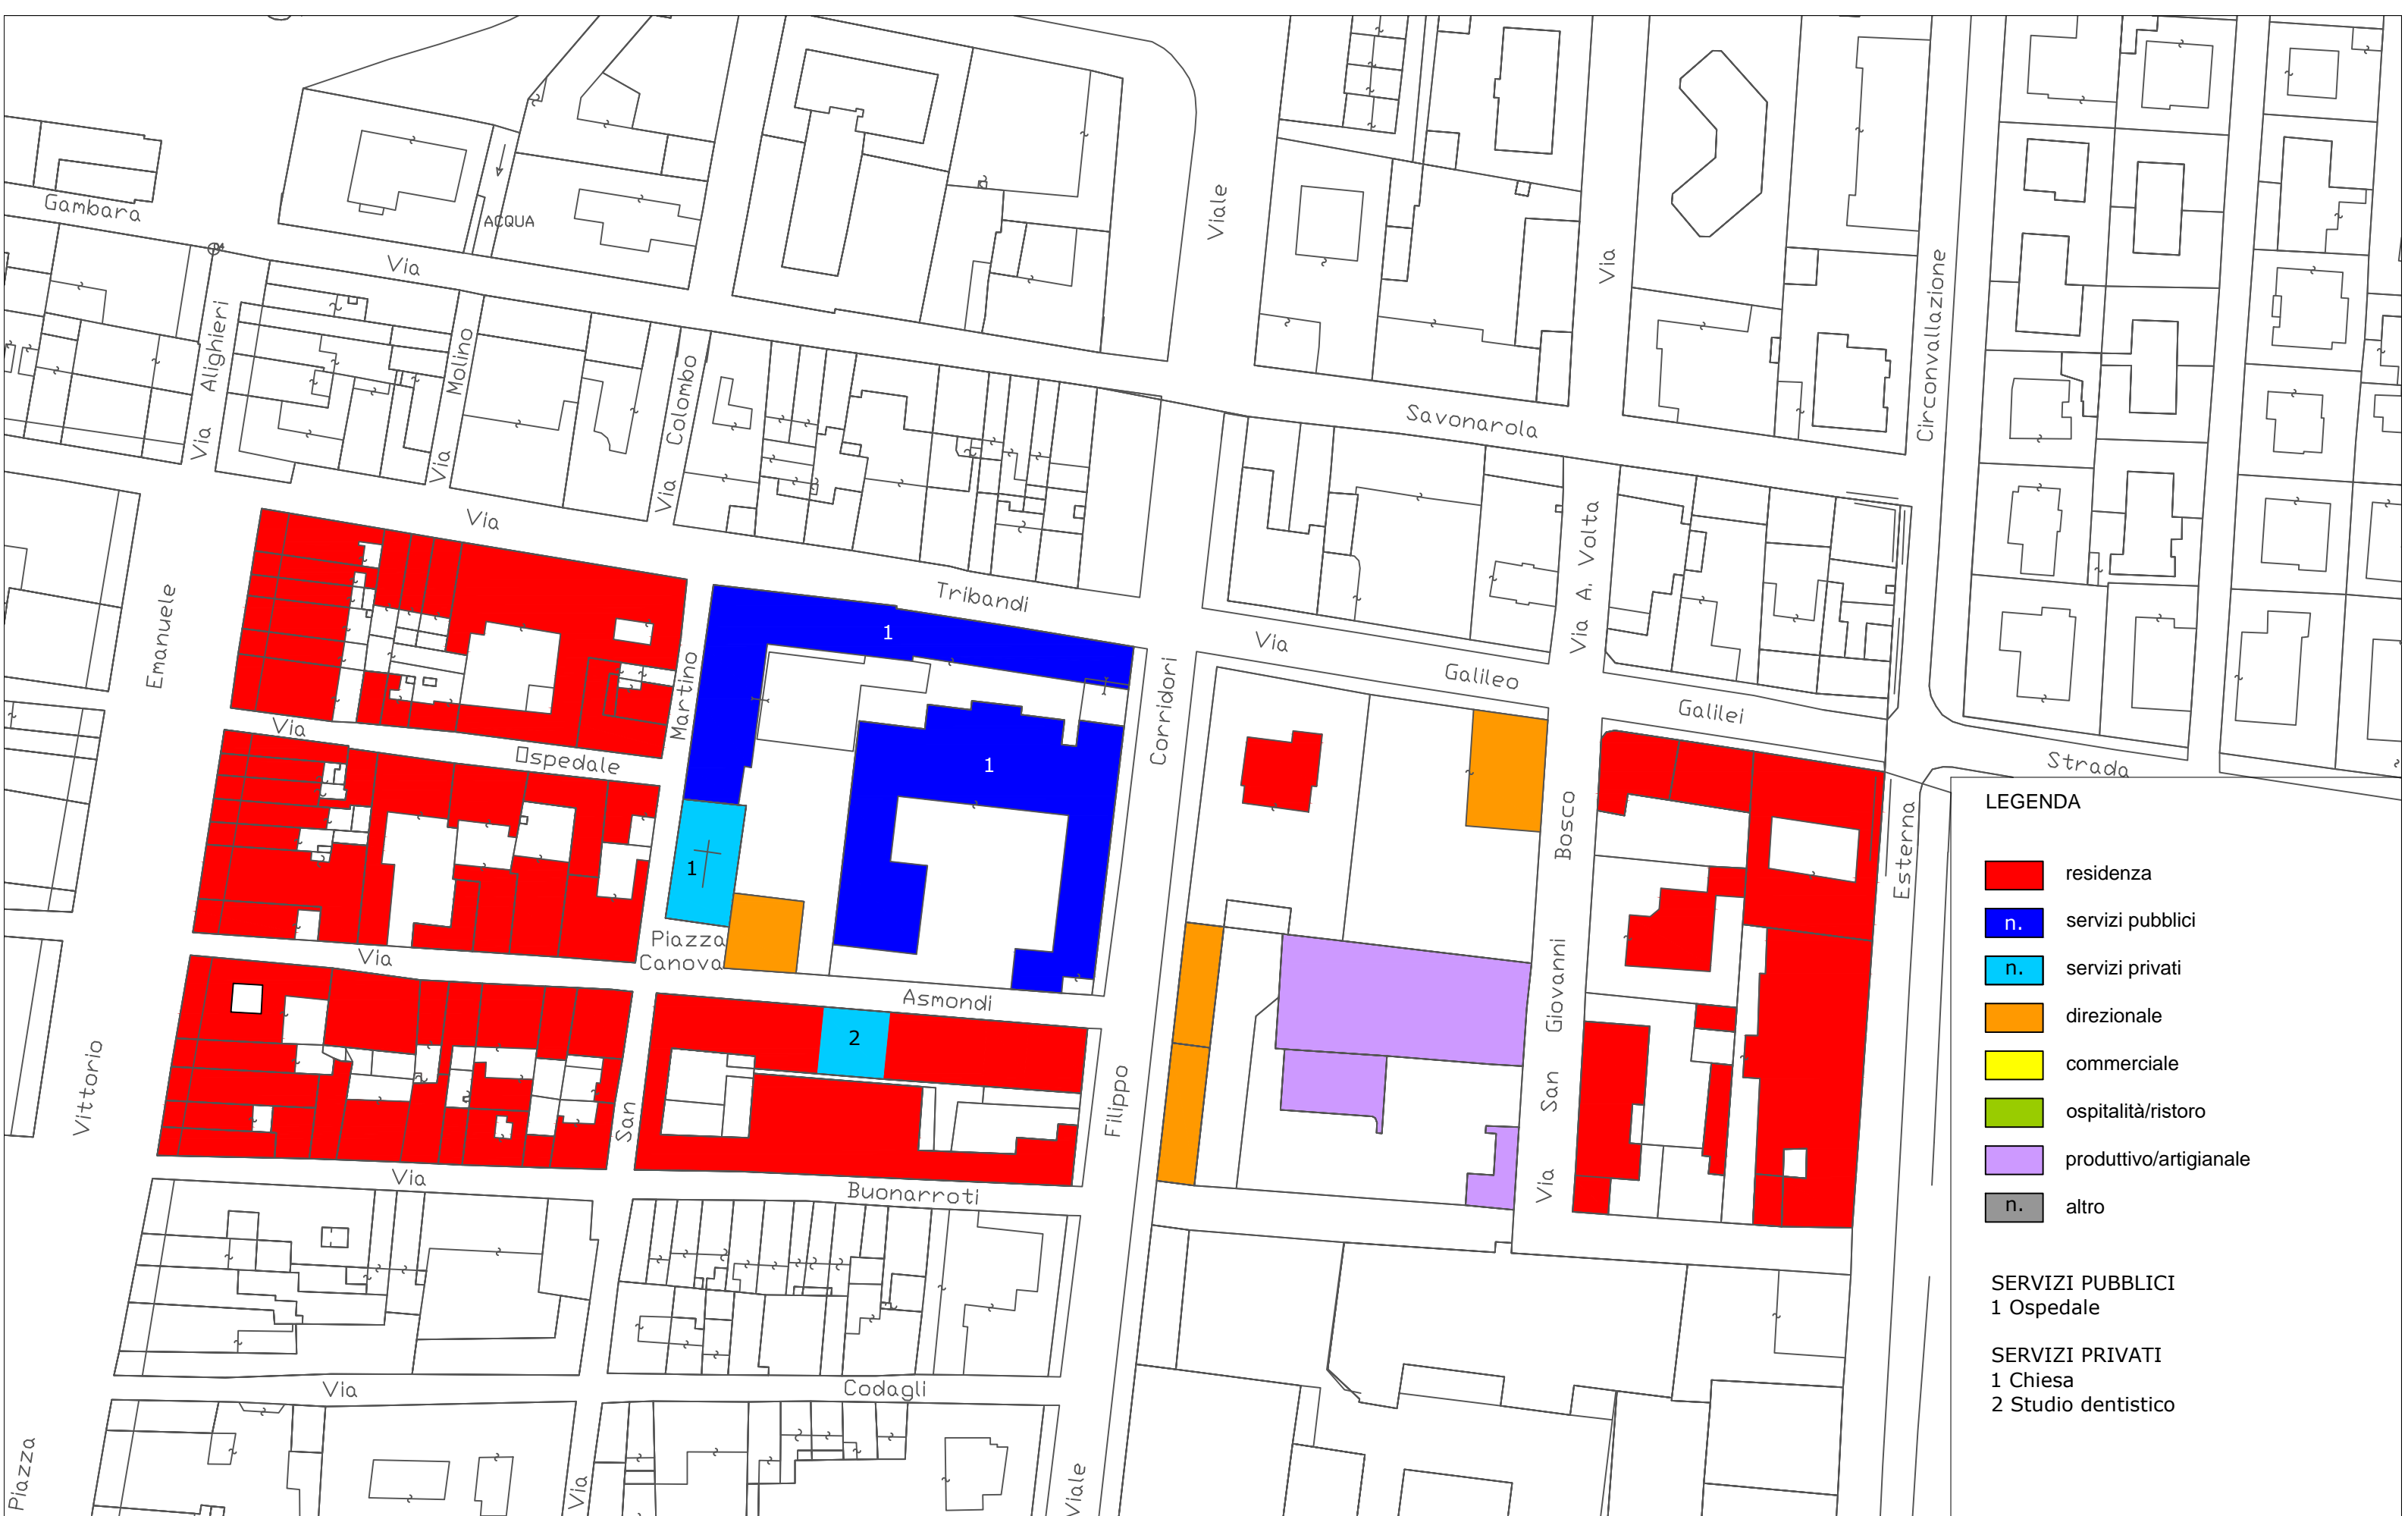 Gambara
ACQUA
Via
Viale
Via
Circonvallazione
Via Alighieri
Via Molino
Via Colombo
Savonarola
Via
Tribandi
Via A. Volta
Emanuele
Via
Galileo
Galilei
Strada
1
1
Martino
Corridori
Via
Ospedale
Bosco
Esterna
1
Piazza
Canova
Via
Asmondi
Giovanni
2
Vittorio
San
Filippo
San
Via
Via
Buonarroti
Via
Codagli
Piazza
Via
Viale
LEGENDA
residenza
n. servizi pubblici
n. servizi privati
direzionale
commerciale
ospitalità/ristoro
produttivo/artigianale
n. altro
SERVIZI PUBBLICI
1 Ospedale
SERVIZI PRIVATI
1 Chiesa
2 Studio dentistico